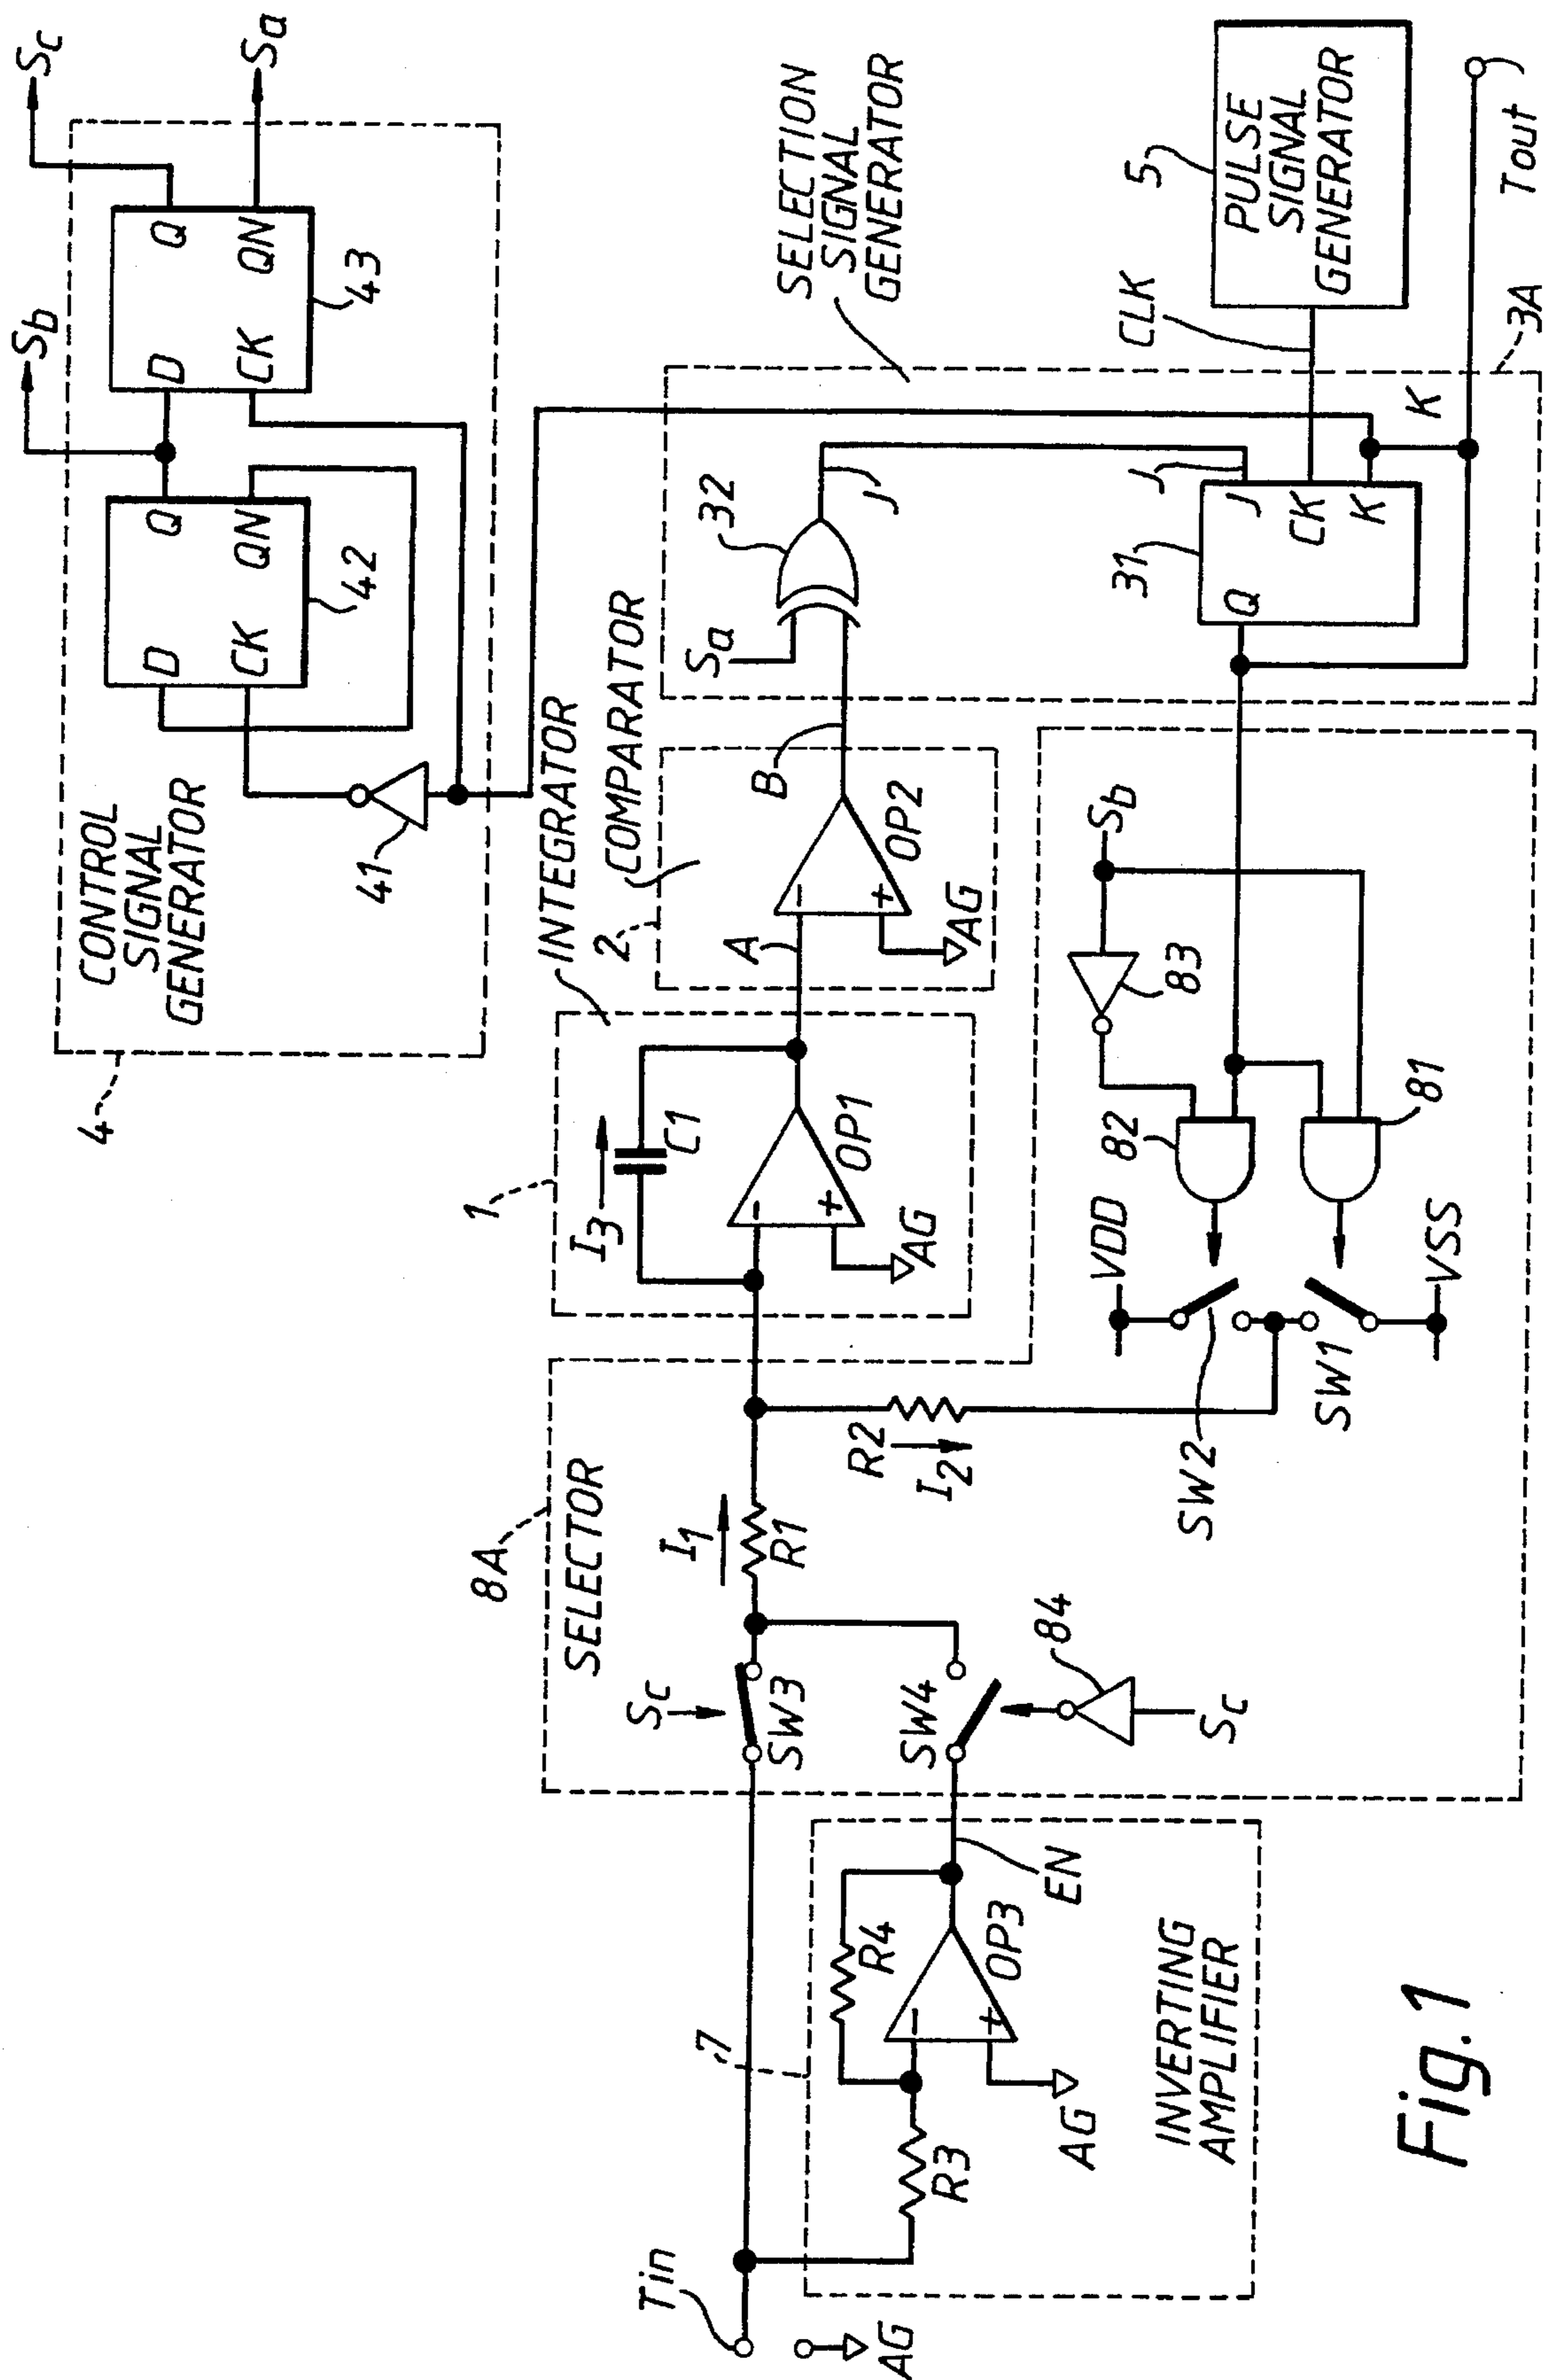 Sc
Sa
Sb
D
Q
CK
QN
42
D
Q
CK
QN
43
41
CONTROL
SIGNAL
GENERATOR
4
SELECTION
SIGNAL
GENERATOR
INTEGRATOR
COMPARATOR
1
2
I3
C1
OP1
AG
A
B
OP2
AG
Sa
32
J
J
31
Q
J
CK
K
K
CLK
5
PULSE
SIGNAL
GENERATOR
3A
Tout
8A
SELECTOR
Sc
SW3
I1
R1
SW4
84
Sc
R2
I2
VDD
SW2
SW1
VSS
82
81
83
Sb
Tin
AG
7
R3
R4
OP3
AG
EN
INVERTING
AMPLIFIER
Fig.1